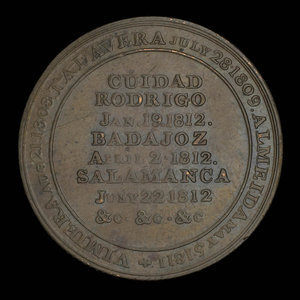 VIMIERA AUG 21.1808. TALAVERA JULY 28.1809. ALMEIDA MAY 5.1811.
CUIDAD
RODRIGO
JAN. 19.1812.
BADAJOZ
APRIL 2.1812.
SALAMANCA
JULY 22.1812
&c · &c · &c